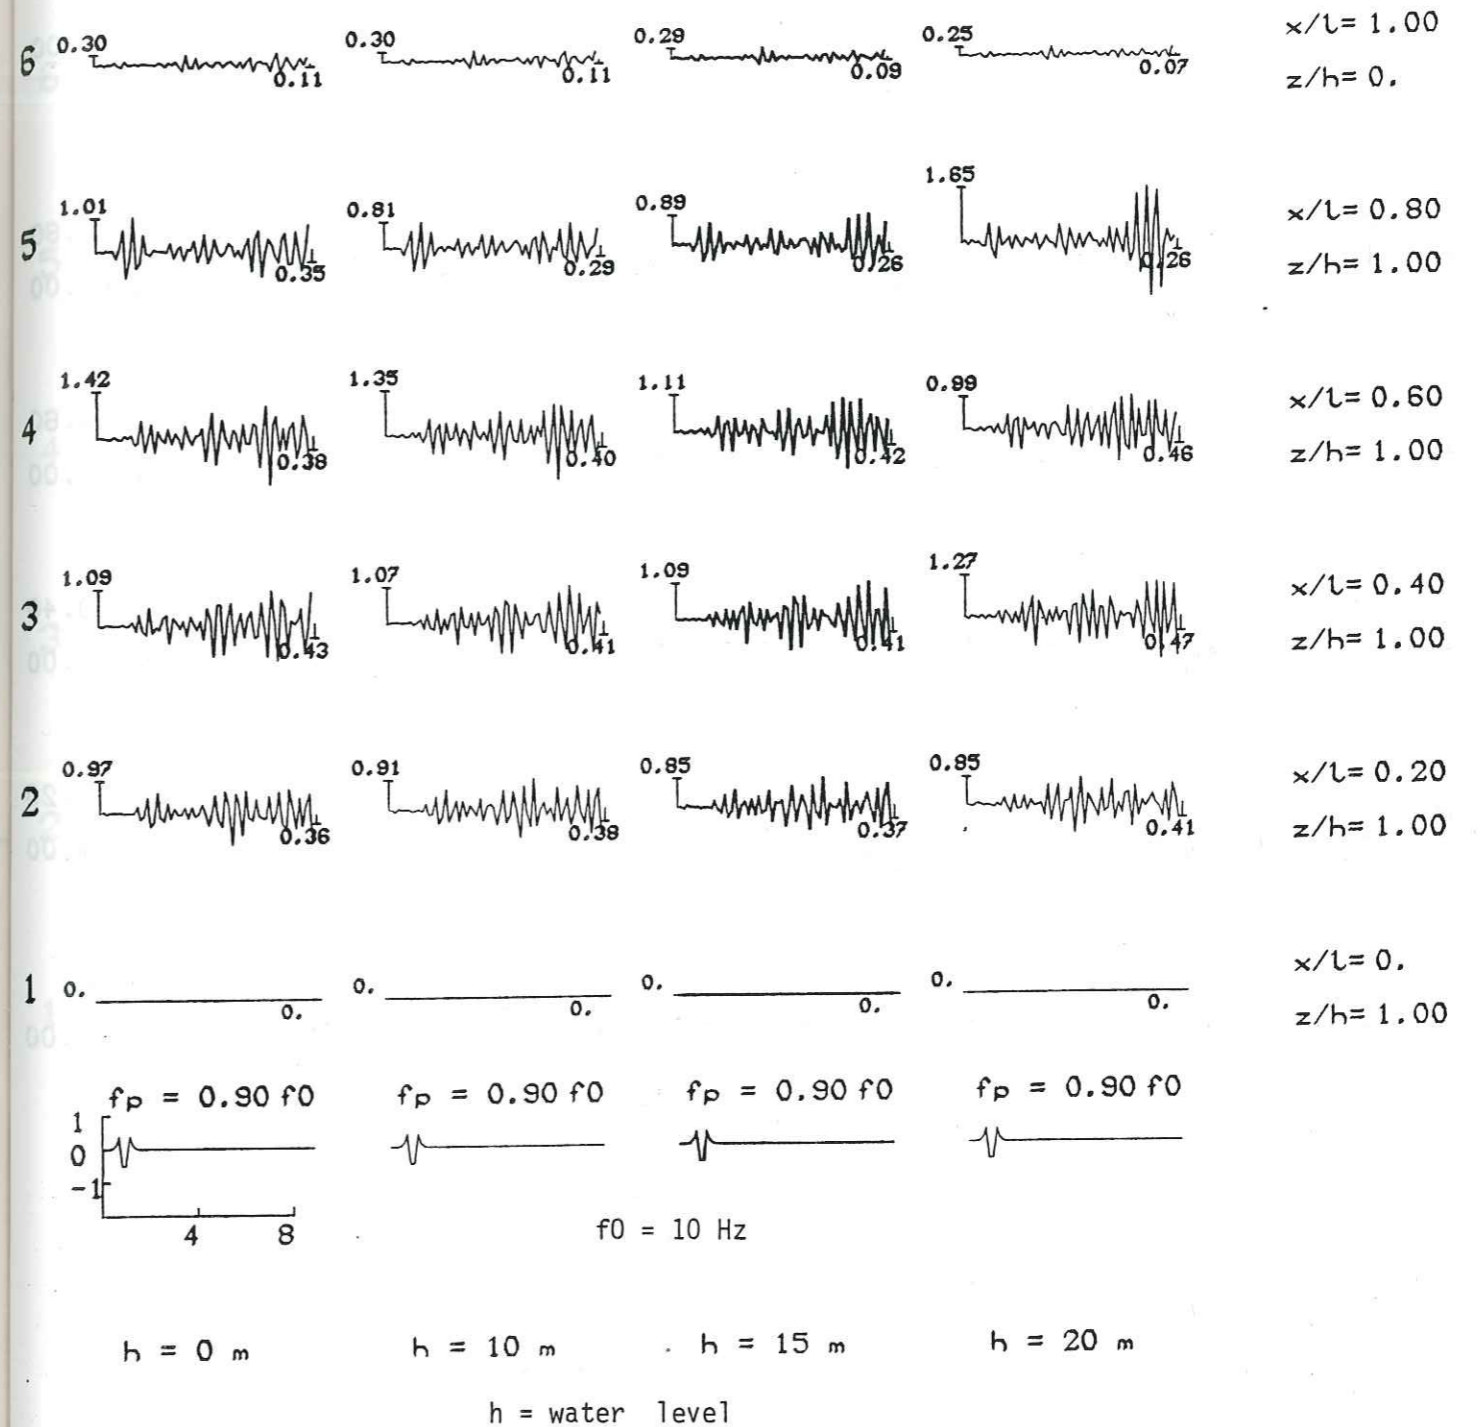 6 0.30 0.11 0.30 0.11 0.29 0.09 0.25 0.07 x/l= 1.00
z/h= 0.
5 1.01 0.35 0.81 0.29 0.89 0.26 1.65 0.26 x/l= 0.80
z/h= 1.00
4 1.42 0.38 1.35 0.40 1.11 0.42 0.99 0.46 x/l= 0.60
z/h= 1.00
3 1.09 0.43 1.07 0.41 1.09 0.41 1.27 0.47 x/l= 0.40
z/h= 1.00
2 0.97 0.36 0.91 0.38 0.85 0.37 0.85 0.41 x/l= 0.20
z/h= 1.00
1 0. 0. 0. 0. 0. 0. 0. 0. x/l= 0.
z/h= 1.00
fp = 0.90 f0 fp = 0.90 f0 fp = 0.90 f0 fp = 0.90 f0
1
0
-1
4 8
f0 = 10 Hz
h = 0 m h = 10 m h = 15 m h = 20 m
h = water level